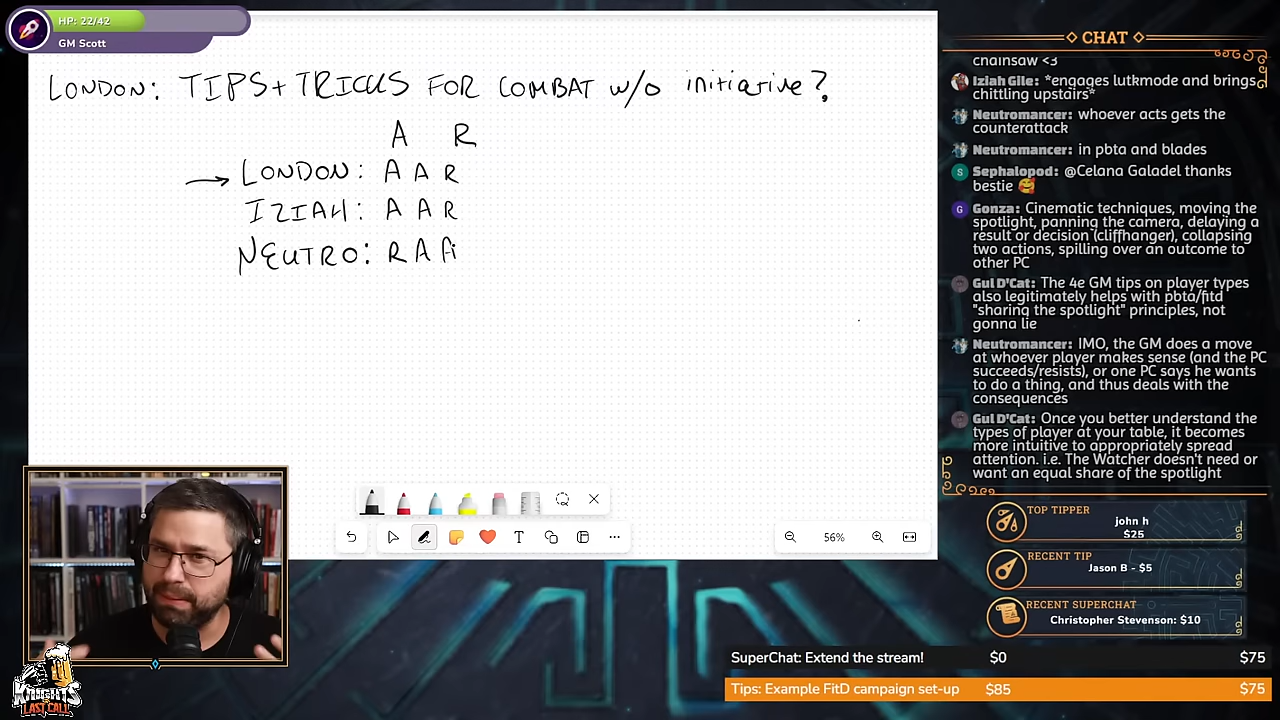 HP: 22/42
GM Scott
LONDON: TIPS + TRICKS FOR COMBAT w/o initiative?
A R
→ LONDON: A A R
IZIAH: A A R
NEUTRO: R A
56%
T
CHAT
chainsaw <3
Iziah Gile: *engages lutkmode and brings
chittling upstairs*
Neutromancer: whoever acts gets the
counterattack
Neutromancer: in pbta and blades
S
Sephalopod: @Celana Galadel thanks
bestie 🥰
G
Gonza: Cinematic techniques, moving the
spotlight, panning the camera, delaying a
result or decision (cliffhanger), collapsing
two actions, spilling over an outcome to
other PC
Gul D'Cat: The 4e GM tips on player types
also legitimately helps with pbta/fitd
"sharing the spotlight" principles, not
gonna lie
Neutromancer: IMO, the GM does a move
at whoever player makes sense (and the PC
succeeds/resists), or one PC says he wants
to do a thing, and thus deals with the
consequences
Gul D'Cat: Once you better understand the
types of player at your table, it becomes
more intuitive to appropriately spread
attention. i.e. The Watcher doesn't need or
want an equal share of the spotlight
TOP TIPPER
john h
$25
RECENT TIP
Jason B - $5
RECENT SUPERCHAT
Christopher Stevenson: $10
SuperChat: Extend the stream! $0 $75
Tips: Example FitD campaign set-up $85 $75
KNIGHTS
LAST CALL